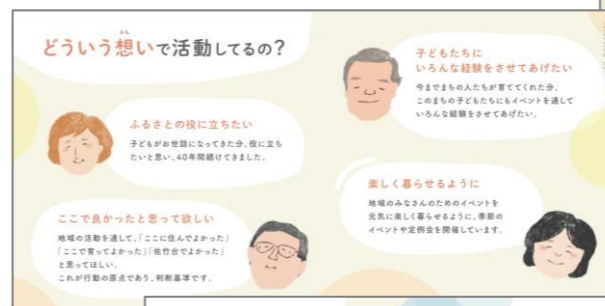 どういう想いで活動してるの？
ふるさとの役に立ちたい
子どもがお世話になってきた分、役に立ち
たいと思い、40年間続けてきました。
ここで良かったと思って欲しい
地域の活動を通して、「ここに住んでよかった」
「ここで育ってよかった」「佐竹台でよかった」
と思ってほしい。
これが行動の原点であり、判断基準です。
子どもたちに
いろんな経験をさせてあげたい
今までまちの人たちが育ててくれた分、
このまちの子どもたちにもイベントを通して
いろんな経験をさせてあげたい。
楽しく暮らせるように
地域のみなさんのためのイベントを
元気に楽しく暮らせるように、季節の
イベントや定例会を開催しています。